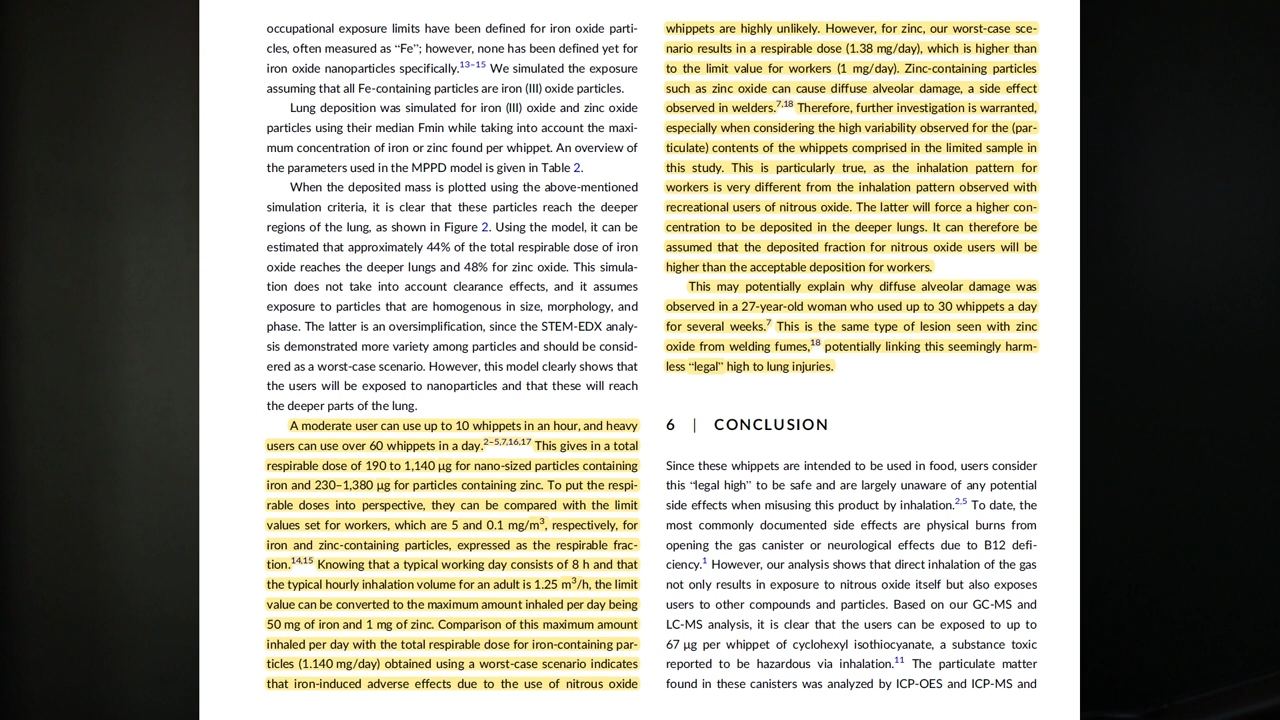 occupational exposure limits have been defined for iron oxide parti-
cles, often measured as “Fe”; however, none has been defined yet for
iron oxide nanoparticles specifically.13–15 We simulated the exposure
assuming that all Fe-containing particles are iron (III) oxide particles.
Lung deposition was simulated for iron (III) oxide and zinc oxide
particles using their median Fmin while taking into account the maxi-
mum concentration of iron or zinc found per whippet. An overview of
the parameters used in the MPPD model is given in Table 2.
When the deposited mass is plotted using the above-mentioned
simulation criteria, it is clear that these particles reach the deeper
regions of the lung, as shown in Figure 2. Using the model, it can be
estimated that approximately 44% of the total respirable dose of iron
oxide reaches the deeper lungs and 48% for zinc oxide. This simula-
tion does not take into account clearance effects, and it assumes
exposure to particles that are homogenous in size, morphology, and
phase. The latter is an oversimplification, since the STEM-EDX analy-
sis demonstrated more variety among particles and should be consid-
ered as a worst-case scenario. However, this model clearly shows that
the users will be exposed to nanoparticles and that these will reach
the deeper parts of the lung.
A moderate user can use up to 10 whippets in an hour, and heavy
users can use over 60 whippets in a day.2–5,7,16,17 This gives in a total
respirable dose of 190 to 1,140 μg for nano-sized particles containing
iron and 230–1,380 μg for particles containing zinc. To put the respi-
rable doses into perspective, they can be compared with the limit
values set for workers, which are 5 and 0.1 mg/m3, respectively, for
iron and zinc-containing particles, expressed as the respirable frac-
tion.14,15 Knowing that a typical working day consists of 8 h and that
the typical hourly inhalation volume for an adult is 1.25 m3/h, the limit
value can be converted to the maximum amount inhaled per day being
50 mg of iron and 1 mg of zinc. Comparison of this maximum amount
inhaled per day with the total respirable dose for iron-containing par-
ticles (1.140 mg/day) obtained using a worst-case scenario indicates
that iron-induced adverse effects due to the use of nitrous oxide
whippets are highly unlikely. However, for zinc, our worst-case sce-
nario results in a respirable dose (1.38 mg/day), which is higher than
to the limit value for workers (1 mg/day). Zinc-containing particles
such as zinc oxide can cause diffuse alveolar damage, a side effect
observed in welders.7,18 Therefore, further investigation is warranted,
especially when considering the high variability observed for the (par-
ticulate) contents of the whippets comprised in the limited sample in
this study. This is particularly true, as the inhalation pattern for
workers is very different from the inhalation pattern observed with
recreational users of nitrous oxide. The latter will force a higher con-
centration to be deposited in the deeper lungs. It can therefore be
assumed that the deposited fraction for nitrous oxide users will be
higher than the acceptable deposition for workers.
This may potentially explain why diffuse alveolar damage was
observed in a 27-year-old woman who used up to 30 whippets a day
for several weeks.7 This is the same type of lesion seen with zinc
oxide from welding fumes,18 potentially linking this seemingly harm-
less “legal” high to lung injuries.
6 | CONCLUSION
Since these whippets are intended to be used in food, users consider
this “legal high” to be safe and are largely unaware of any potential
side effects when misusing this product by inhalation.2,5 To date, the
most commonly documented side effects are physical burns from
opening the gas canister or neurological effects due to B12 defi-
ciency.1 However, our analysis shows that direct inhalation of the gas
not only results in exposure to nitrous oxide itself but also exposes
users to other compounds and particles. Based on our GC-MS and
LC-MS analysis, it is clear that the users can be exposed to up to
67 μg per whippet of cyclohexyl isothiocyanate, a substance toxic
reported to be hazardous via inhalation.11 The particulate matter
found in these canisters was analyzed by ICP-OES and ICP-MS and